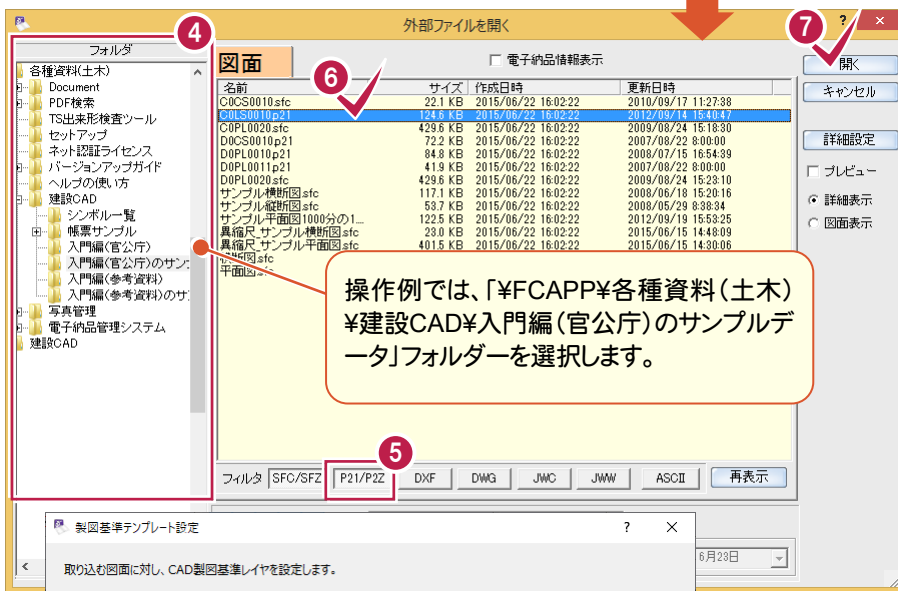 外部ファイルを開く
?
×
4
フォルダ
各種資料(土木)
Document
PDF検索
TS出来形検査ツール
セットアップ
ネット認証ライセンス
バージョンアップガイド
ヘルプの使い方
建設CAD
シンボル一覧
帳票サンプル
入門編(官公庁)
入門編(官公庁)のサン
入門編(参考資料)
入門編(参考資料)のサ
写真管理
電子納品管理システム
建設CAD
図面
電子納品情報表示
6
名前 サイズ 作成日時 更新日時
C0CS0010.sfc 22.1 KB 2015/06/22 16:02:22 2010/09/17 11:27:38
C0LS0010.p21 124.6 KB 2015/06/22 16:02:22 2012/09/14 15:40:47
C0PL0020.sfc 429.6 KB 2015/06/22 16:02:22 2009/08/24 15:18:30
D0CS0010.p21 72.2 KB 2015/06/22 16:02:22 2007/08/22 8:00:00
D0PL0010.p21 84.8 KB 2015/06/22 16:02:22 2008/07/15 16:54:39
D0PL0011.p21 41.9 KB 2015/06/22 16:02:22 2007/08/22 8:00:00
D0PL0020.sfc 429.6 KB 2015/06/22 16:02:22 2009/08/24 15:23:10
サンプル横断図.sfc 117.1 KB 2015/06/22 16:02:22 2008/06/18 15:20:16
サンプル縦断図.sfc 53.7 KB 2015/06/22 16:02:22 2008/05/29 8:38:34
サンプル平面図1000分の1... 122.5 KB 2015/06/22 16:02:22 2012/09/19 15:53:25
異縮尺_サンプル横断図.sfc 23.0 KB 2015/06/22 16:02:22 2015/06/15 14:48:09
異縮尺_サンプル平面図.sfc 401.5 KB 2015/06/22 16:02:22 2015/06/15 14:30:06
横断図.sfc
平面図.sfc
操作例では、「¥FCAPP¥各種資料(土木)
¥建設CAD¥入門編(官公庁)のサンプルデ
ータ」フォルダーを選択します。
5
フィルタ SFC/SFZ P21/P2Z DXF DWG JWC JWW ASCII 再表示
7
開く
キャンセル
詳細設定
プレビュー
詳細表示
図面表示
6月23日
製図基準テンプレート設定 ? ×
取り込む図面に対し、CAD製図基準レイヤを設定します。